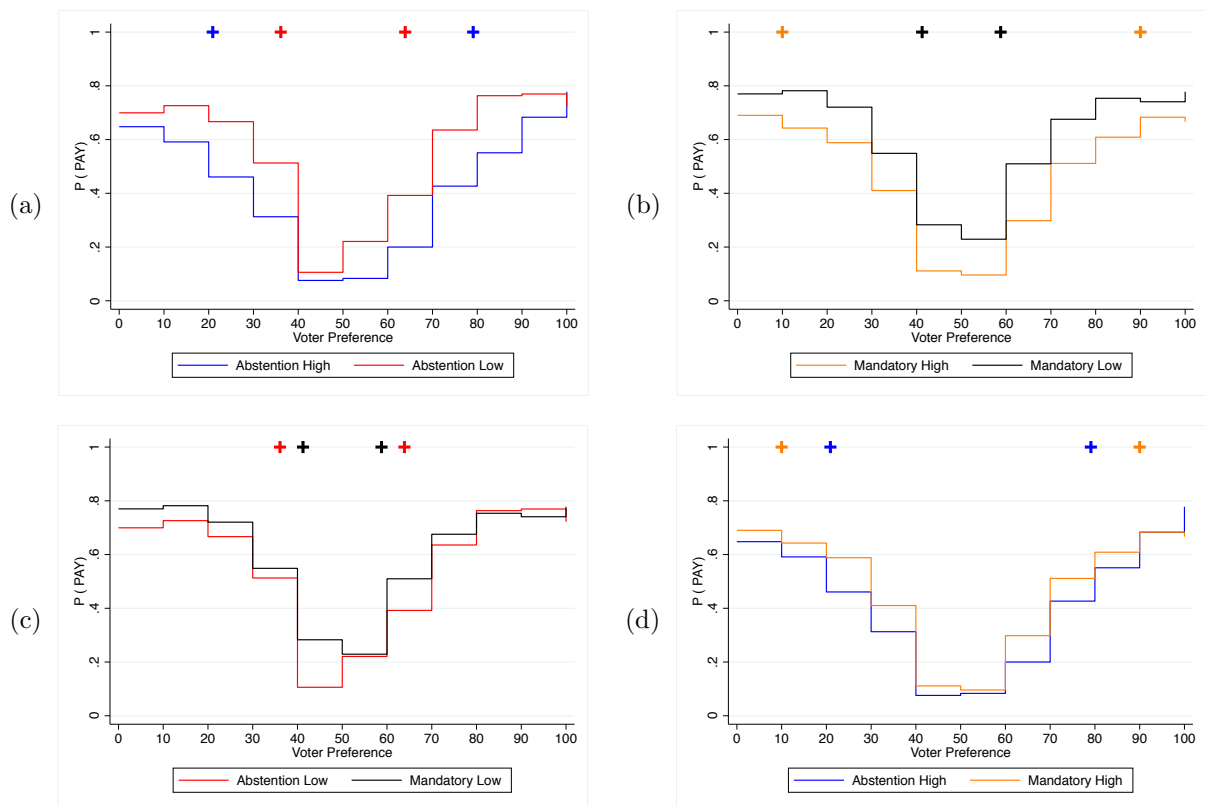 (a)
P ( PAY)
1
.8
.6
.4
.2
0
0 10 20 30 40 50 60 70 80 90 100
Voter Preference
Abstention High Abstention Low
(b)
P ( PAY)
1
.8
.6
.4
.2
0
0 10 20 30 40 50 60 70 80 90 100
Voter Preference
Mandatory High Mandatory Low
(c)
P ( PAY)
1
.8
.6
.4
.2
0
0 10 20 30 40 50 60 70 80 90 100
Voter Preference
Abstention Low Mandatory Low
(d)
P ( PAY)
1
.8
.6
.4
.2
0
0 10 20 30 40 50 60 70 80 90 100
Voter Preference
Abstention High Mandatory High